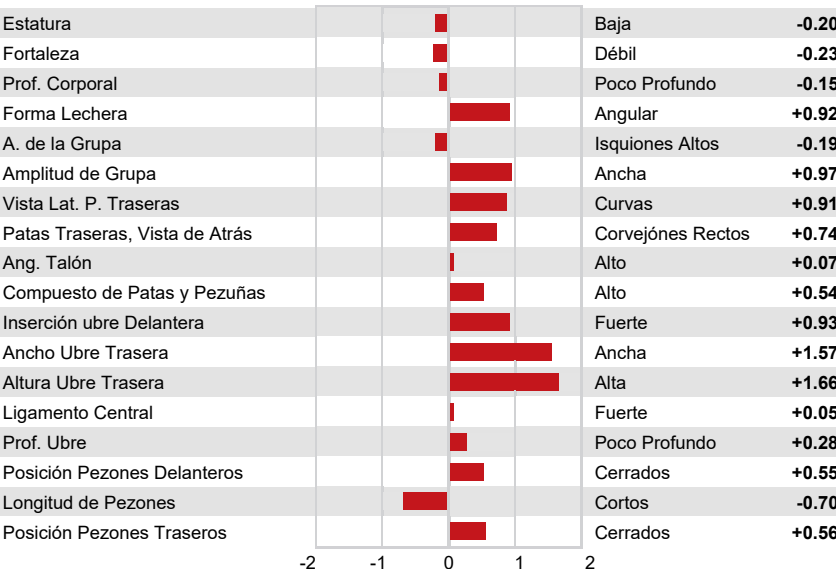 Estatura Baja -0.20
Fortaleza Débil -0.23
Prof. Corporal Poco Profundo -0.15
Forma Lechera Angular +0.92
A. de la Grupa Isquiones Altos -0.19
Amplitud de Grupa Ancha +0.97
Vista Lat. P. Traseras Curvas +0.91
Patas Traseras, Vista de Atrás Corvejónes Rectos +0.74
Ang. Talón Alto +0.07
Compuesto de Patas y Pezuñas Alto +0.54
Inserción ubre Delantera Fuerte +0.93
Ancho Ubre Trasera Ancha +1.57
Altura Ubre Trasera Alta +1.66
Ligamento Central Fuerte +0.05
Prof. Ubre Poco Profundo +0.28
Posición Pezones Delanteros Cerrados +0.55
Longitud de Pezones Cortos -0.70
Posición Pezones Traseros Cerrados +0.56
-2 -1 0 1 2